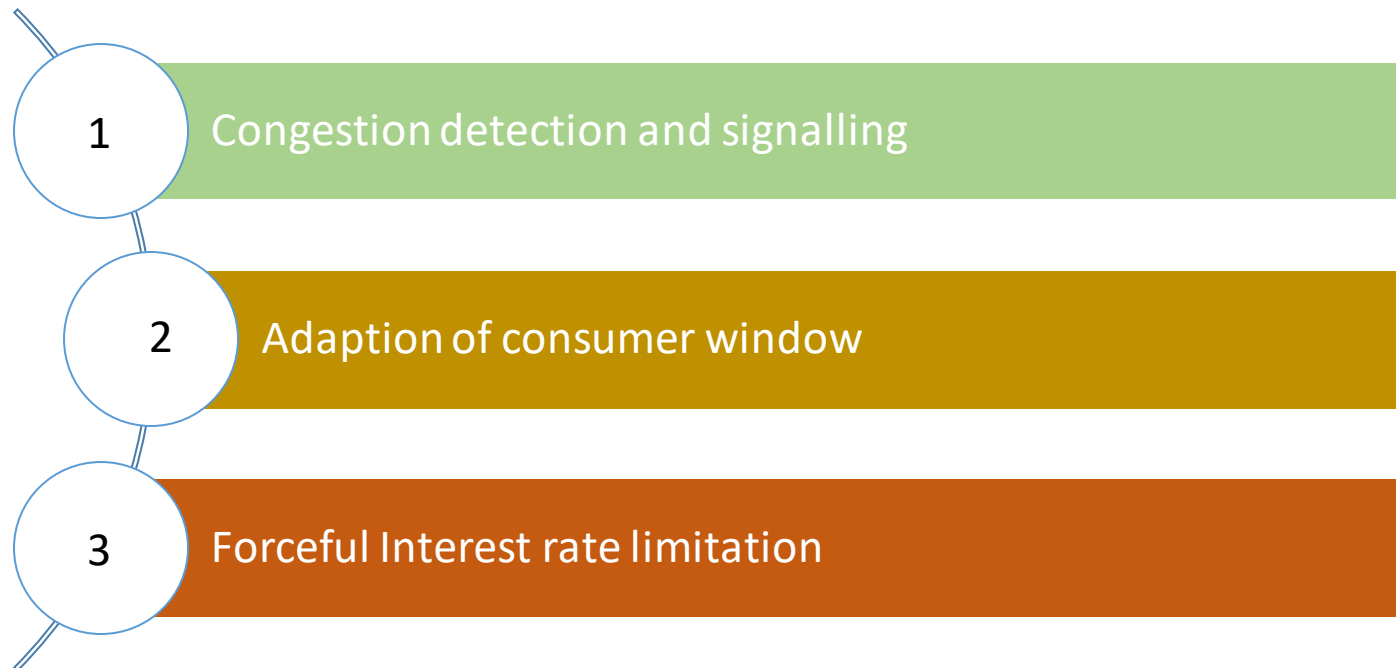 1
Congestion detection and signalling
2
Adaption of consumer window
3
Forceful Interest rate limitation